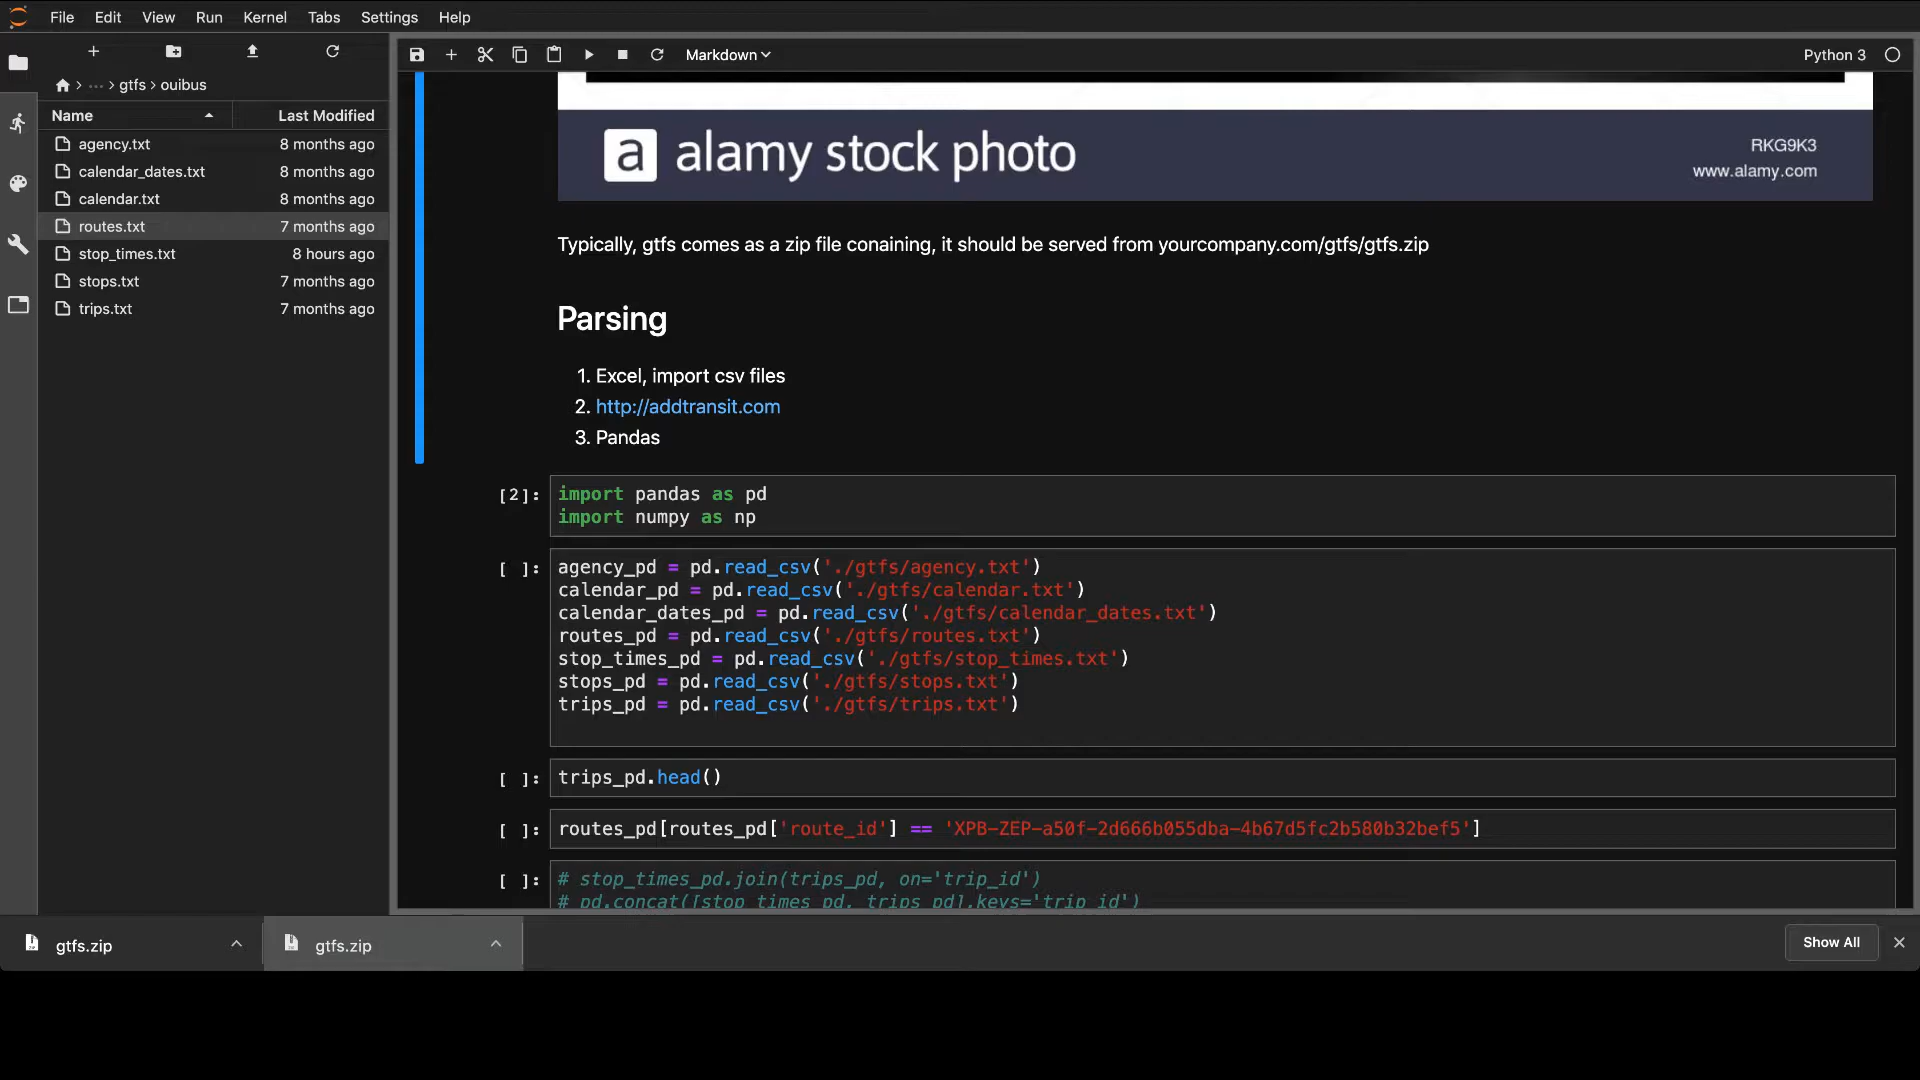 File Edit View Run Kernel Tabs Settings Help
Markdown
Python 3
… > gtfs > ouibus
Name Last Modified
agency.txt 8 months ago
calendar_dates.txt 8 months ago
calendar.txt 8 months ago
routes.txt 7 months ago
stop_times.txt 8 hours ago
stops.txt 7 months ago
trips.txt 7 months ago
a alamy stock photo
RKG9K3
www.alamy.com
Typically, gtfs comes as a zip file conaining, it should be served from yourcompany.com/gtfs/gtfs.zip
Parsing
1. Excel, import csv files
2. http://addtransit.com
3. Pandas
[2]: import pandas as pd
import numpy as np
[ ]: agency_pd = pd.read_csv('./gtfs/agency.txt')
calendar_pd = pd.read_csv('./gtfs/calendar.txt')
calendar_dates_pd = pd.read_csv('./gtfs/calendar_dates.txt')
routes_pd = pd.read_csv('./gtfs/routes.txt')
stop_times_pd = pd.read_csv('./gtfs/stop_times.txt')
stops_pd = pd.read_csv('./gtfs/stops.txt')
trips_pd = pd.read_csv('./gtfs/trips.txt')
[ ]: trips_pd.head()
[ ]: routes_pd[routes_pd['route_id'] == 'XPB-ZEP-a50f-2d666b055dba-4b67d5fc2b580b32bef5']
[ ]: # stop_times_pd.join(trips_pd, on='trip_id')
# pd.concat([stop_times_pd, trips_pd],keys='trip_id')
gtfs.zip gtfs.zip Show All